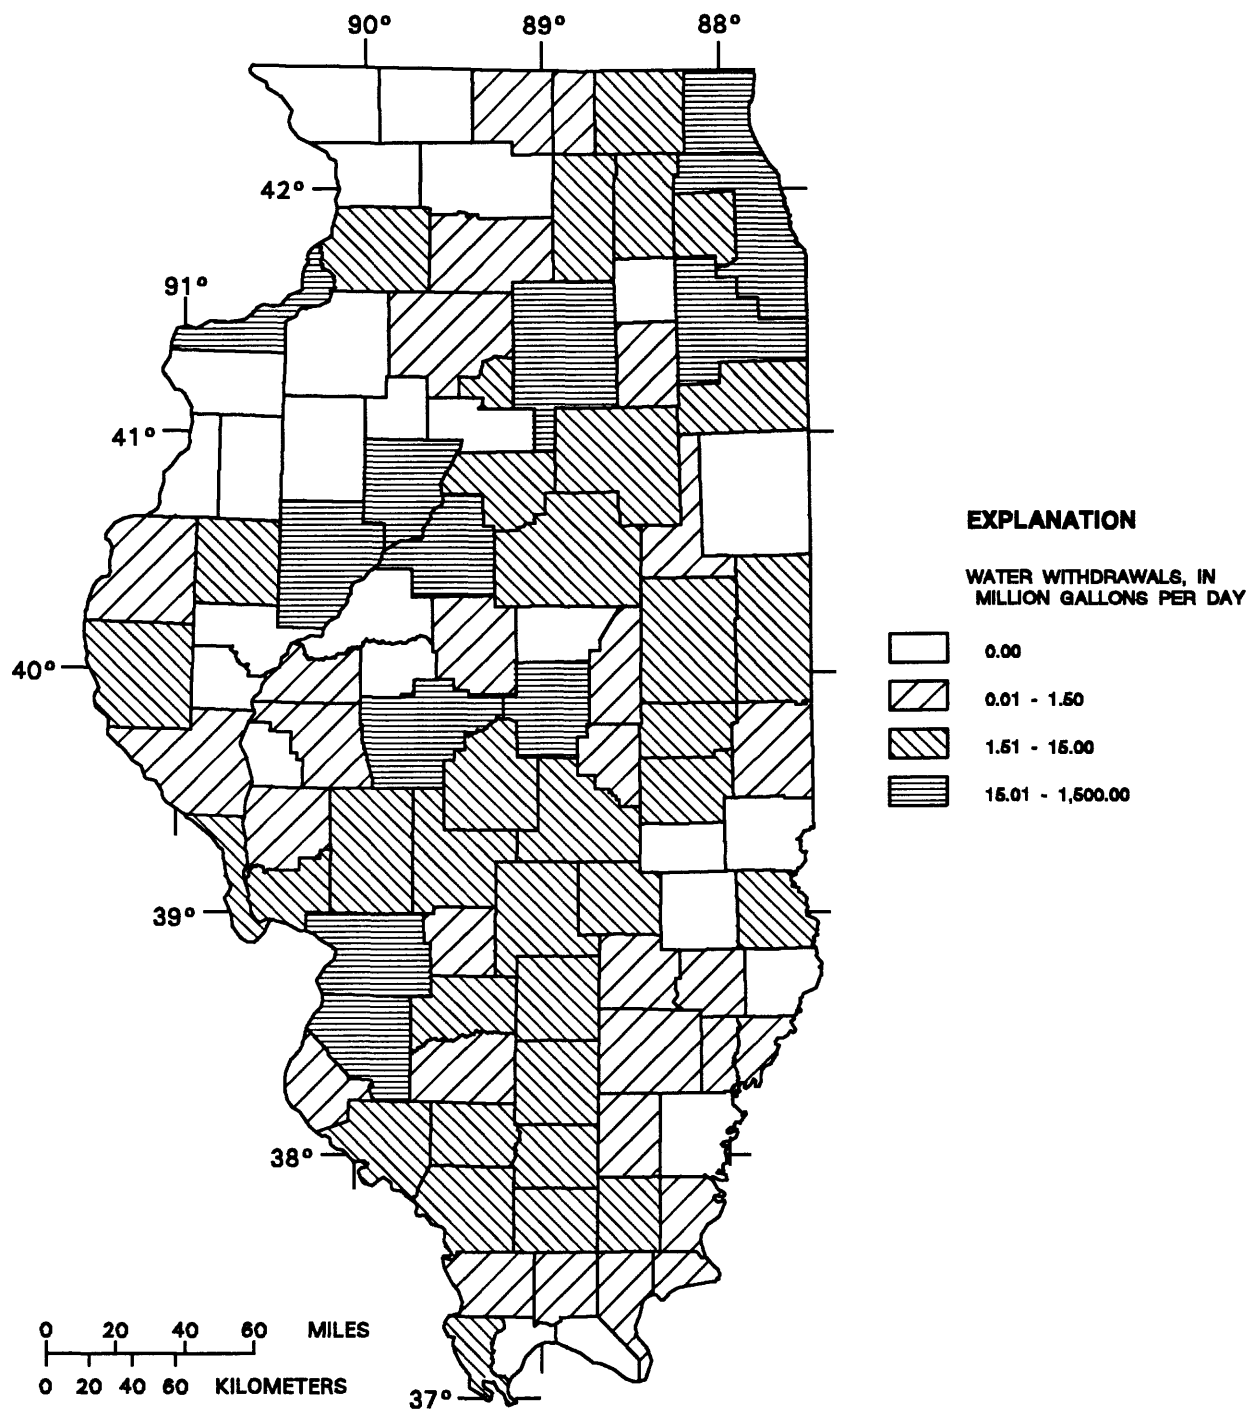 90° 89° 88°
42°
91°
41°
EXPLANATION
WATER WITHDRAWALS, IN
MILLION GALLONS PER DAY
0.00
40°
0.01 - 1.50
1.51 - 15.00
15.01 - 1,500.00
39°
38°
0 20 40 60 MILES
0 20 40 60 KILOMETERS
37°